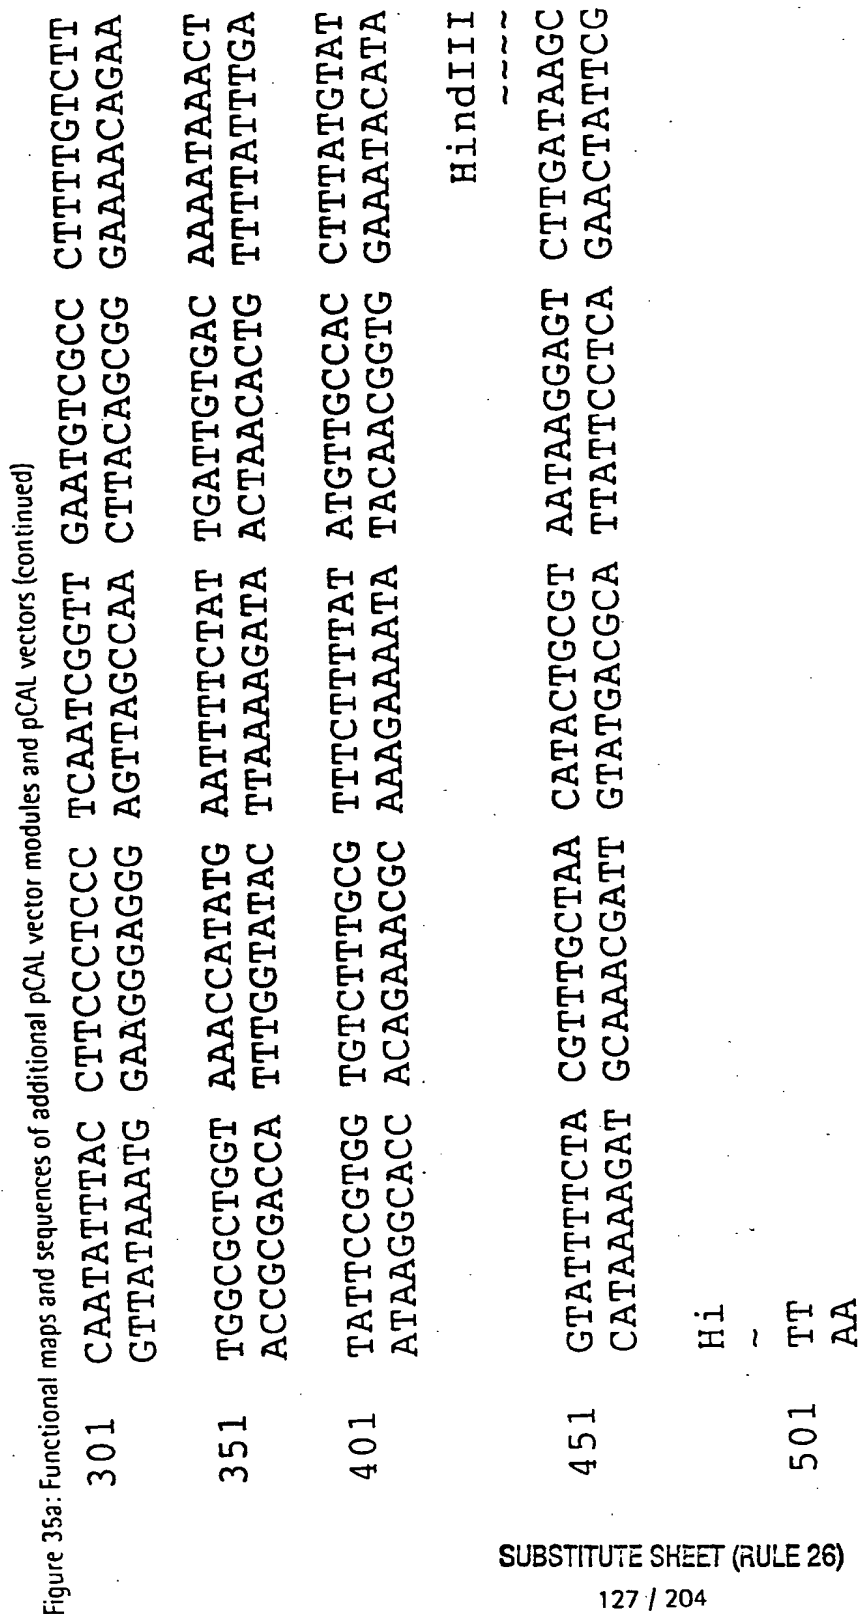 Figure 35a: Functional maps and sequences of additional pCAL vector modules and pCAL vectors (continued)
301 CAATATTTAC CTTCCCTCCC TCAATCGGTT GAATGTCGCC CTTTTGTCTT
GTTATAAATG GAAGGGAGGG AGTTAGCCAA CTTACAGCGG GAAAACAGAA
351 TGGCGCTGGT AAACCATATG AATTTTCTAT TGATTGTGAC AAAATAAACT
ACCGCGACCA TTTGGTATAC TTAAAAGATA ACTAACACTG TTTTATTTGA
401 TATTCCGTGG TGTCTTTGCG TTTCTTTTAT ATGTTGCCAC CTTTATGTAT
ATAAGGCACC ACAGAAACGC AAAGAAAATA TACAACGGTG GAAATACATA
HindIII
~~~~
451 GTATTTTCTA CGTTTGCTAA CATACTGCGT AATAAGGAGT CTTGATAAGC
CATAAAAGAT GCAAACGATT GTATGACGCA TTATTCCTCA GAACTATTCG
Hi
~
501 TT
AA
SUBSTITUTE SHEET (RULE 26)
127 / 204